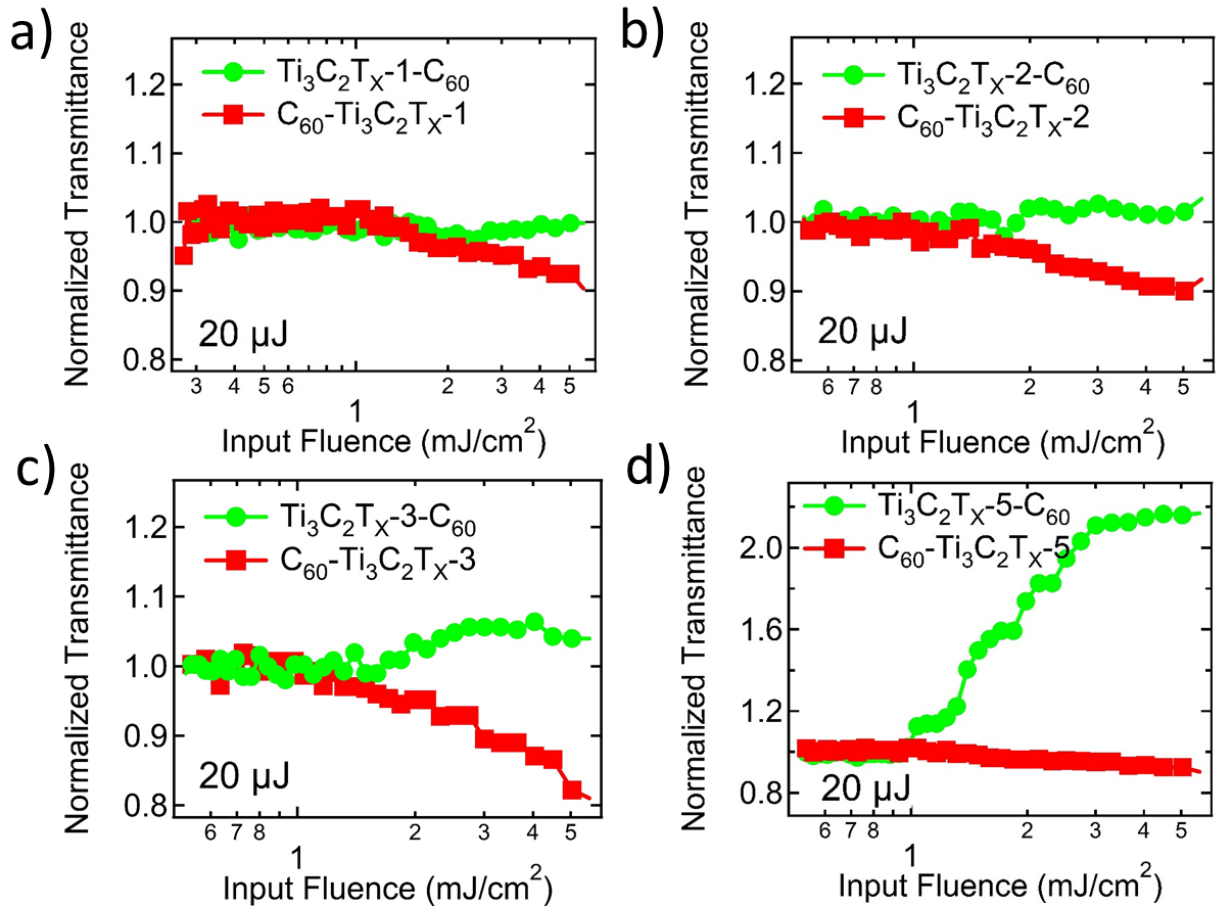 a)
Normalized Transmittance
1.2
1.1
1.0
0.9
0.8
Ti₃C₂Tₓ-1-C₆₀
C₆₀-Ti₃C₂Tₓ-1
20 µJ
3 4 5 6 2 3 4 5
1
Input Fluence (mJ/cm²)
b)
Normalized Transmittance
1.2
1.1
1.0
0.9
0.8
Ti₃C₂Tₓ-2-C₆₀
C₆₀-Ti₃C₂Tₓ-2
20 µJ
6 7 8 2 3 4 5
1
Input Fluence (mJ/cm²)
c)
Normalized Transmittance
1.2
1.1
1.0
0.9
0.8
Ti₃C₂Tₓ-3-C₆₀
C₆₀-Ti₃C₂Tₓ-3
20 µJ
6 7 8 2 3 4 5
1
Input Fluence (mJ/cm²)
d)
Normalized Transmittance
2.0
1.6
1.2
0.8
Ti₃C₂Tₓ-5-C₆₀
C₆₀-Ti₃C₂Tₓ-5
20 µJ
6 7 8 2 3 4 5
1
Input Fluence (mJ/cm²)